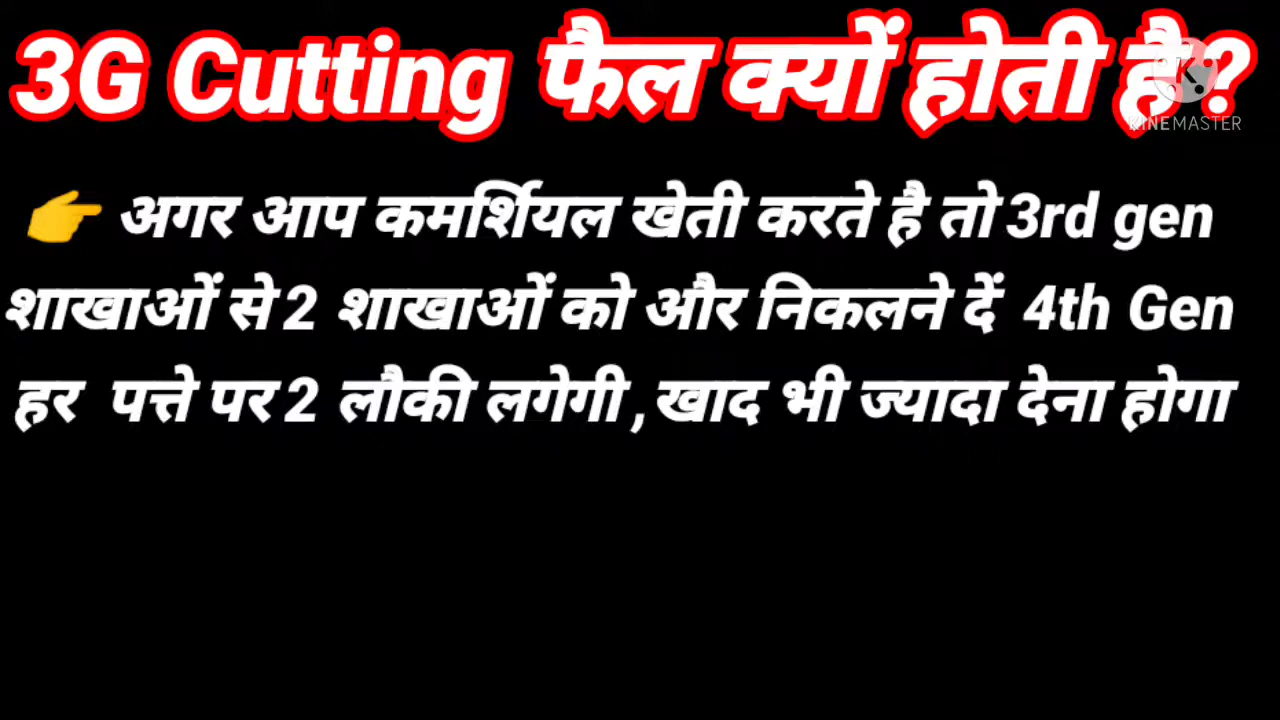 3G Cutting फैल क्यों होती है?
KINEMASTER
👉 अगर आप कमर्शियल खेती करते है तो 3rd gen
शाखाओं से 2 शाखाओं को और निकलने दें 4th Gen
हर पत्ते पर 2 लौकी लगेगी , खाद भी ज्यादा देना होगा